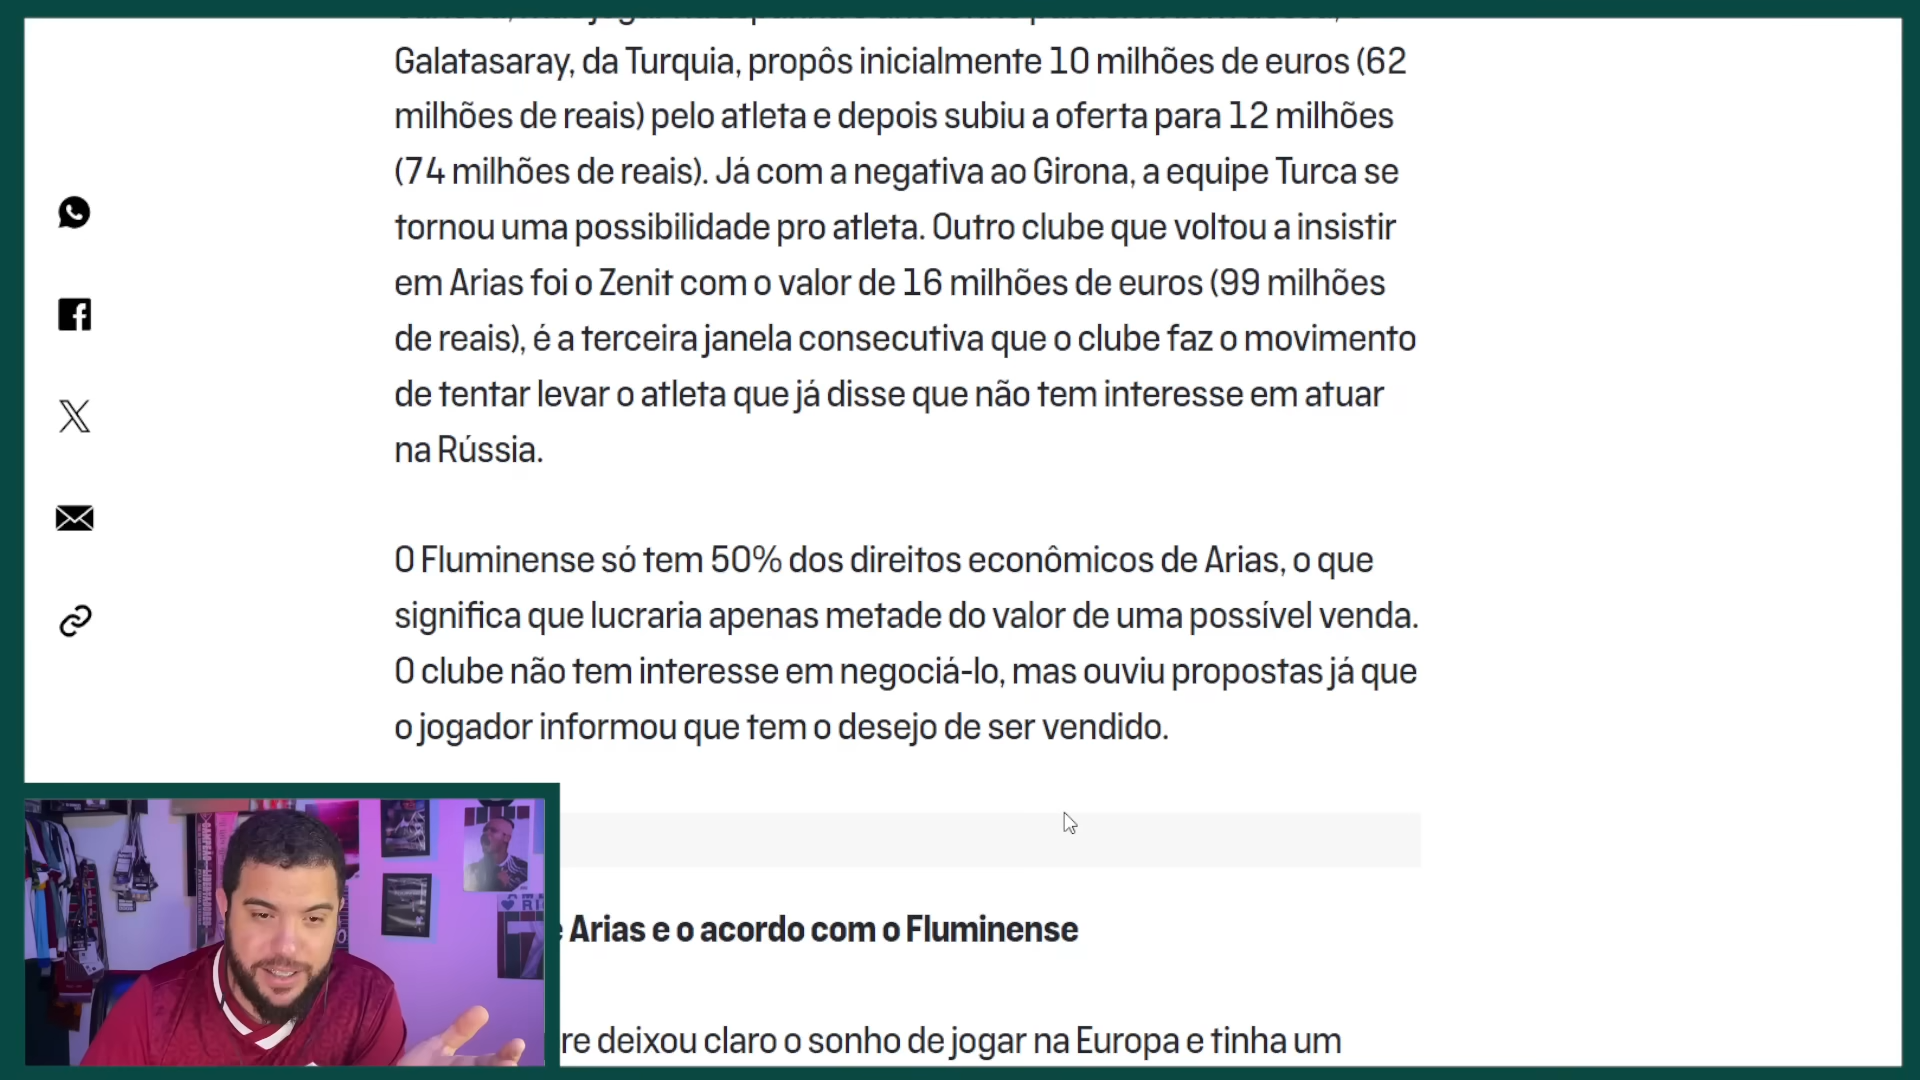 Galatasaray, da Turquia, propôs inicialmente 10 milhões de euros (62
milhões de reais) pelo atleta e depois subiu a oferta para 12 milhões
(74 milhões de reais). Já com a negativa ao Girona, a equipe Turca se
tornou uma possibilidade pro atleta. Outro clube que voltou a insistir
em Arias foi o Zenit com o valor de 16 milhões de euros (99 milhões
de reais), é a terceira janela consecutiva que o clube faz o movimento
de tentar levar o atleta que já disse que não tem interesse em atuar
na Rússia.
O Fluminense só tem 50% dos direitos econômicos de Arias, o que
significa que lucraria apenas metade do valor de uma possível venda.
O clube não tem interesse em negociá-lo, mas ouviu propostas já que
o jogador informou que tem o desejo de ser vendido.
Arias e o acordo com o Fluminense
re deixou claro o sonho de jogar na Europa e tinha um